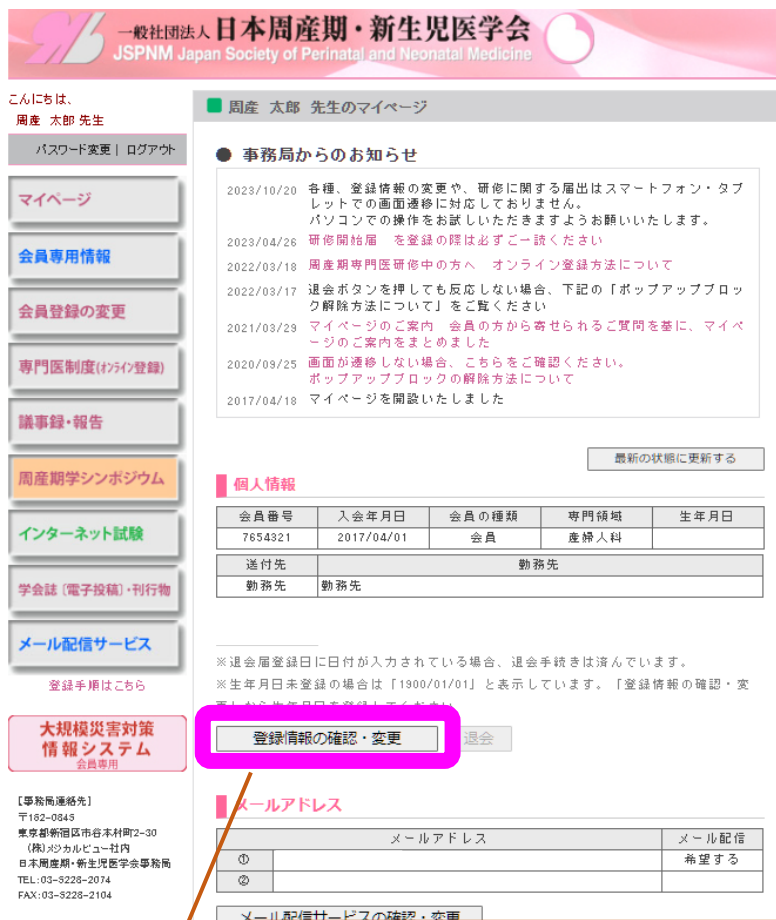 一般社団法人 日本周産期・新生児医学会
JSPNM Japan Society of Perinatal and Neonatal Medicine
こんにちは、
周産 太郎 先生
パスワード変更｜ ログアウト
マイページ
会員専用情報
会員登録の変更
専門医制度(オンライン登録)
議事録・報告
周産期学シンポジウム
インターネット試験
学会誌〔電子投稿〕・刊行物
メール配信サービス
登録手順はこちら
大規模災害対策
情報システム
会員専用
【事務局連絡先】
〒162-0845
東京都新宿区市谷本村町2-30
(株)メジカルビュー社内
日本周産期・新生児医学会事務局
TEL:03-5228-2074
FAX:03-5228-2104
周産 太郎 先生のマイページ
● 事務局からのお知らせ
2023/10/20 各種、登録情報の変更や、研修に関する届出はスマートフォン・タブ
レットでの画面遷移に対応しておりま
せん。
パソコンでの操作をお試しいただきますようお願いいたします。
2023/04/26 研修開始届 を登録の際は必ずご一読ください
2022/03/18 周産期専門医研修中の方へ オンライン登録方法について
2022/03/17 退会ボタンを押しても反応しない場合、下記の「ポップアップブロッ
ク解除方法について」をご覧ください
2021/03/29 マイページのご案内 会員の方から寄せられるご質問を基に、マイペ
ージのご案内をまとめました
2020/09/25 画面が遷移しない場合、こちらをご確認ください。
ポップアップブロックの解除方法について
2017/04/18 マイページを開設いたしました
最新の状態に更新する
個人情報
会員番号 入会年月日 会員の種類 専門領域 生年月日
7654321 2017/04/01 会員 産婦人科
送付先 勤務先
勤務先 勤務先
※退会届登録日に日付が入力されている場合、退会手続きは済んでいます。
※生年月日未登録の場合は「1900/01/01」と表示しています。「登録情報の確認・変
登録情報の確認・変更 退会
メールアドレス
メールアドレス メール配信
① 希望する
②
メール配信サービスの確認・変更